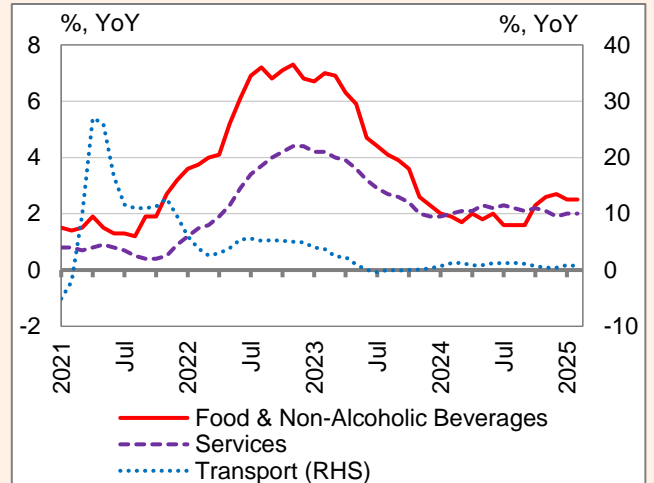 %, YoY %, YoY
8 40
6 30
4 20
2 10
0 0
-2 -10
2021 Jul 2022 Jul 2023 Jul 2024 Jul 2025
Food & Non-Alcoholic Beverages
Services
Transport (RHS)